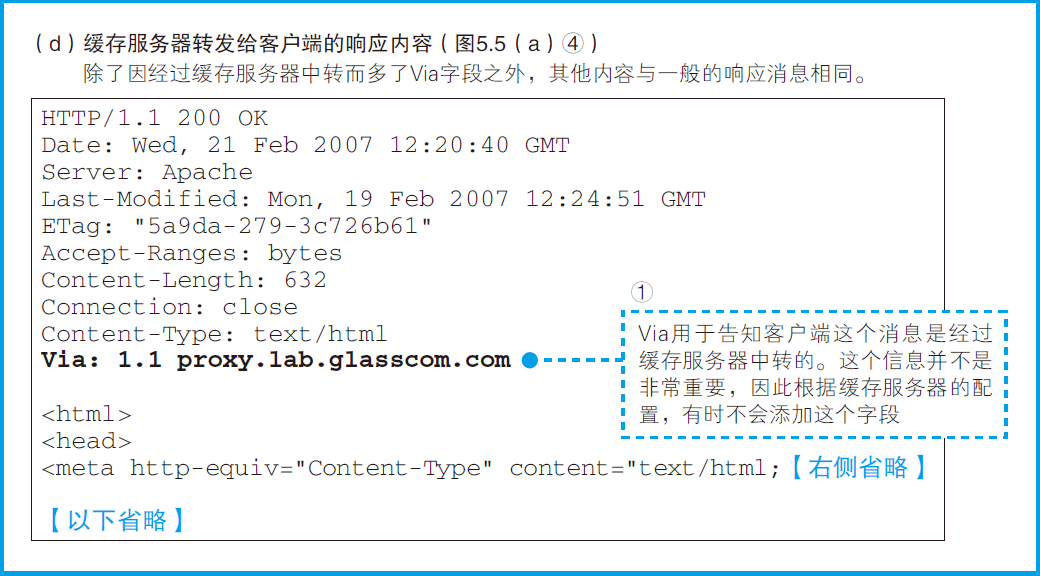 （d）缓存服务器转发给客户端的响应内容（图5.5（a）④）
除了因经过缓存服务器中转而多了Via字段之外，其他内容与一般的响应消息相同。
HTTP/1.1 200 OK
Date: Wed, 21 Feb 2007 12:20:40 GMT
Server: Apache
Last-Modified: Mon, 19 Feb 2007 12:24:51 GMT
ETag: "5a9da-279-3c726b61"
Accept-Ranges: bytes
Content-Length: 632
Connection: close
Content-Type: text/html
Via: 1.1 proxy.lab.glasscom.com
①
Via用于告知客户端这个消息是经过
缓存服务器中转的。这个信息并不是
非常重要，因此根据缓存服务器的配
置，有时不会添加这个字段
<html>
<head>
<meta http-equiv="Content-Type" content="text/html;【右侧省略】
【以下省略】